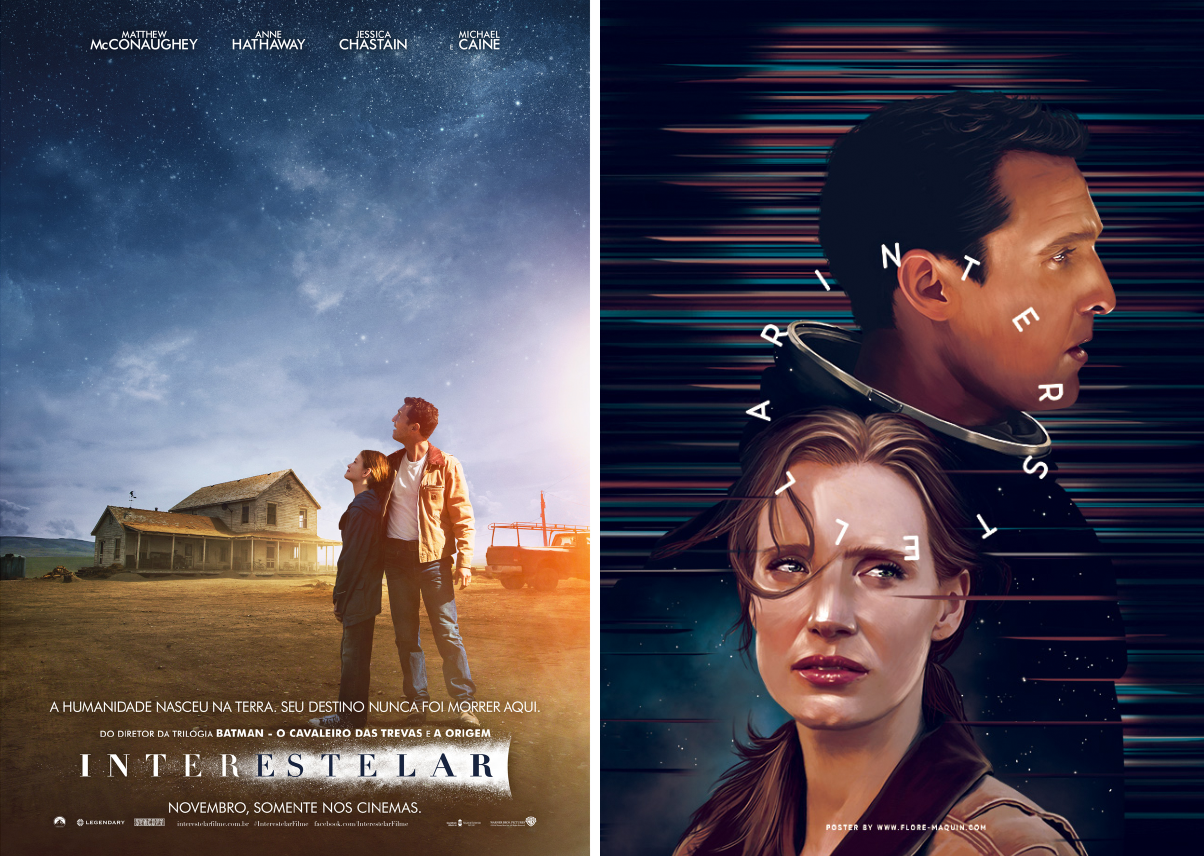 MATTHEW
McCONAUGHEY
ANNE
HATHAWAY
JESSICA
CHASTAIN
E MICHAEL
CAINE
A HUMANIDADE NASCEU NA TERRA. SEU DESTINO NUNCA FOI MORRER AQUI.
DO DIRETOR DA TRILOGIA BATMAN - O CAVALEIRO DAS TREVAS E A ORIGEM
INTERESTELAR
NOVEMBRO, SOMENTE NOS CINEMAS.
LEGENDARY
SYNCOPY
interestelarfilme.com.br #InterestelarFilme facebook.com/InterestelarFilme
INTERSTELLAR
POSTER BY WWW.FLORE-MAQUIN.COM